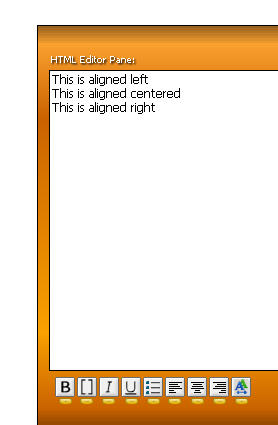 HTML Editor Pane:
This is aligned left
This is aligned centered
This is aligned right
B [] I U